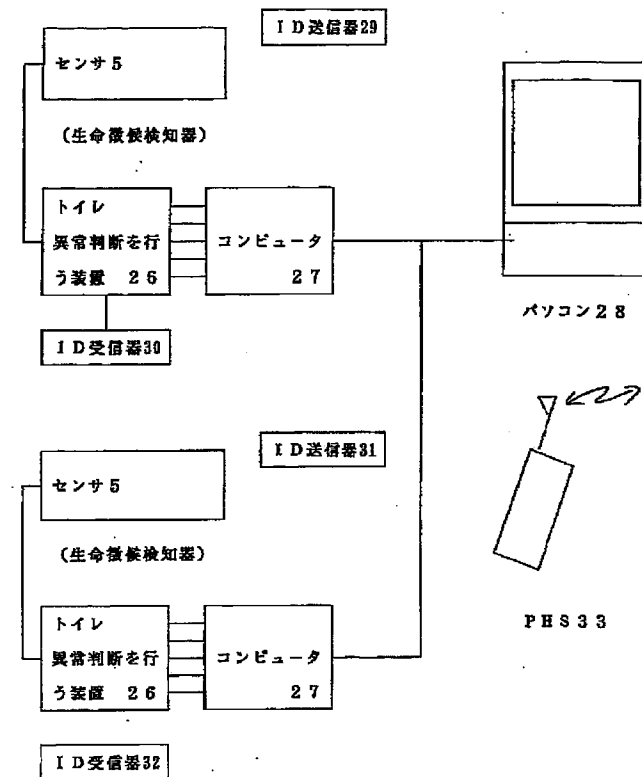 ＩＤ送信器29
センサ５
（生命徴候検知器）
トイレ
異常判断を行
う装置　２６
コンピュータ
２７
ＩＤ受信器30
パソコン２８
ＩＤ送信器31
センサ５
（生命徴候検知器）
トイレ
異常判断を行
う装置　２６
コンピュータ
２７
ＩＤ受信器32
ＰＨＳ３３